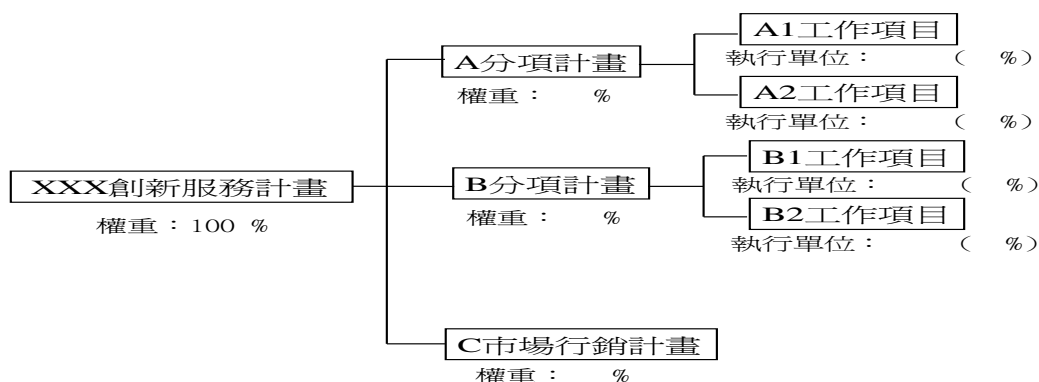 XXX創新服務計畫
權重：100 %
A分項計畫
權重： %
A1工作項目
執行單位： ( %)
A2工作項目
執行單位： ( %)
B分項計畫
權重： %
B1工作項目
執行單位： ( %)
B2工作項目
執行單位： ( %)
C市場行銷計畫
權重： %